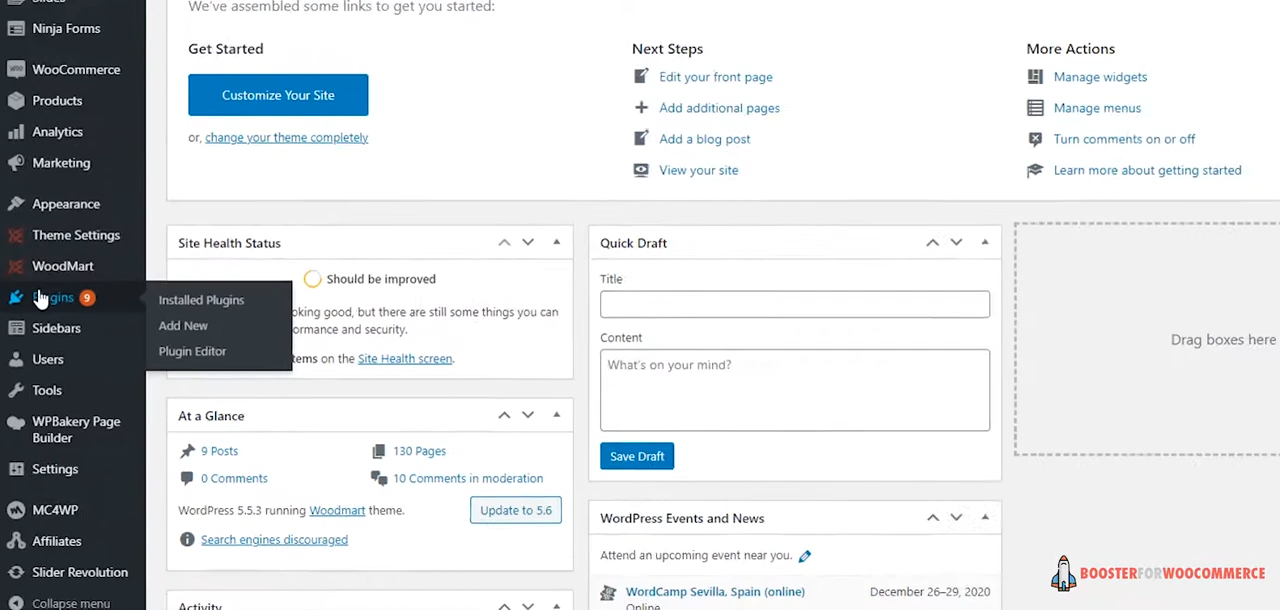 Slides
Ninja Forms
WooCommerce
Products
Analytics
Marketing
Appearance
Theme Settings
WoodMart
Plugins 9
Installed Plugins
Add New
Plugin Editor
Sidebars
Users
Tools
WPBakery Page
Builder
Settings
MC4WP
Affiliates
Slider Revolution
Collapse menu
We've assembled some links to get you started:
Get Started
Customize Your Site
or, change your theme completely
Next Steps
Edit your front page
Add additional pages
Add a blog post
View your site
More Actions
Manage widgets
Manage menus
Turn comments on or off
Learn more about getting started
Site Health Status
Should be improved
oking good, but there are still some things you can
ormance and security.
tems on the Site Health screen.
At a Glance
9 Posts
130 Pages
0 Comments
10 Comments in moderation
WordPress 5.5.3 running Woodmart theme.
Update to 5.6
Search engines discouraged
Activity
Quick Draft
Title
Content
What's on your mind?
Save Draft
WordPress Events and News
Attend an upcoming event near you.
WordCamp Sevilla, Spain (online)
December 26–29, 2020
Online
Drag boxes here
BOOSTERFORWOOCOMMERCE